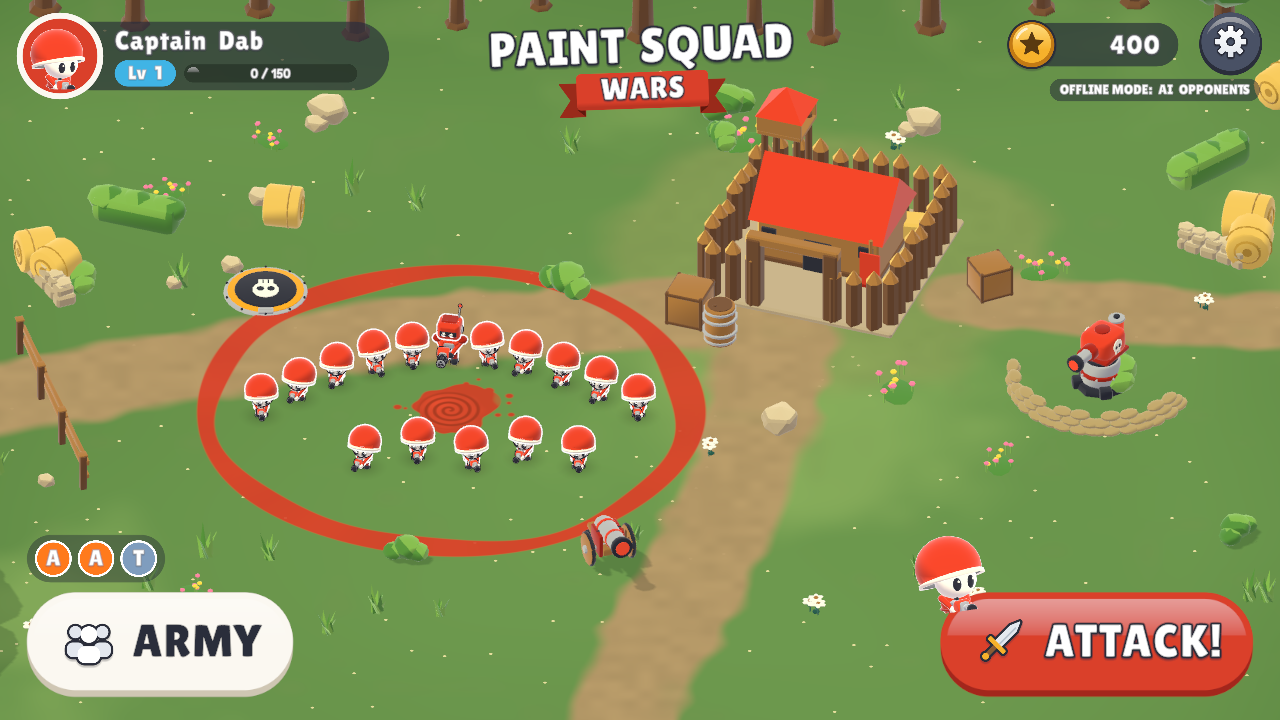 Captain Dab
Lv 1
0 / 150
PAINT SQUAD
WARS
400
OFFLINE MODE: AI OPPONENTS
A A T
ARMY
ATTACK!